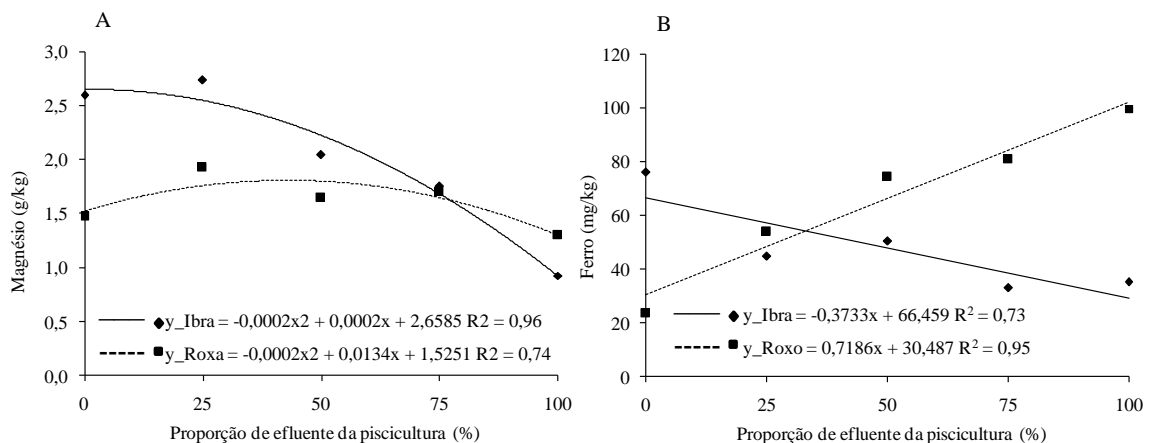 A
Magnésio (g/kg)
3,0
2,5
2,0
1,5
1,0
0,5
0,0
y_Ibra = -0,0002x2 + 0,0002x + 2,6585 R2 = 0,96
y_Roxa = -0,0002x2 + 0,0134x + 1,5251 R2 = 0,74
0 25 50 75 100
Proporção de efluente da piscicultura (%)
B
Ferro (mg/kg)
120
100
80
60
40
20
0
y_Ibra = -0,3733x + 66,459 R² = 0,73
y_Roxo = 0,7186x + 30,487 R² = 0,95
0 25 50 75 100
Proporção de efluente da piscicultura (%)